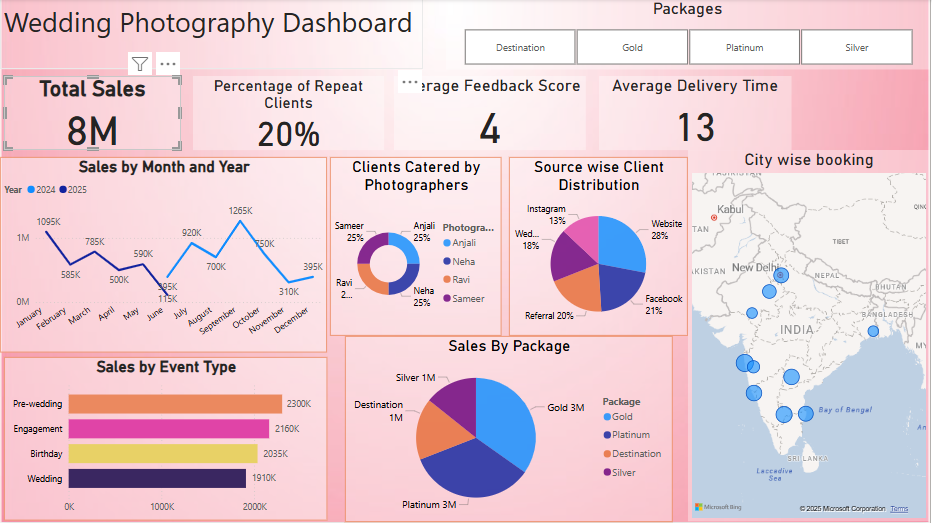 Wedding Photography Dashboard
Packages
Destination
Gold
Platinum
Silver
Total Sales
8M
Percentage of Repeat
Clients
20%
erage Feedback Score
4
Average Delivery Time
13
Sales by Month and Year
Year 2024 2025
1M
0M
1095K
585K
785K
500K
590K
115K
920K
700K
1265K
750K
310K
395K
January
February
March
April
May
June
July
August
September
October
November
December
Clients Catered by
Photographers
Sameer
25%
Anjali
25%
Ravi
2...
Neha
25%
Photogra...
Anjali
Neha
Ravi
Sameer
Source wise Client
Distribution
Instagram
13%
Website
28%
Wed...
18%
Referral 20%
Facebook
21%
City wise booking
Kabul
TIBET
New Delhi
NEPAL
BHUTAN
BANGLADESH
INDIA
Bay of Bengal
SRI LANKA
Laccadive
Sea
Microsoft Bing
© 2025 Microsoft Corporation Terms
Sales by Event Type
Pre-wedding
2300K
Engagement
2160K
Birthday
2035K
Wedding
1910K
0K
1000K
2000K
Sales By Package
Silver 1M
Destination
1M
Gold 3M
Platinum 3M
Package
Gold
Platinum
Destination
Silver